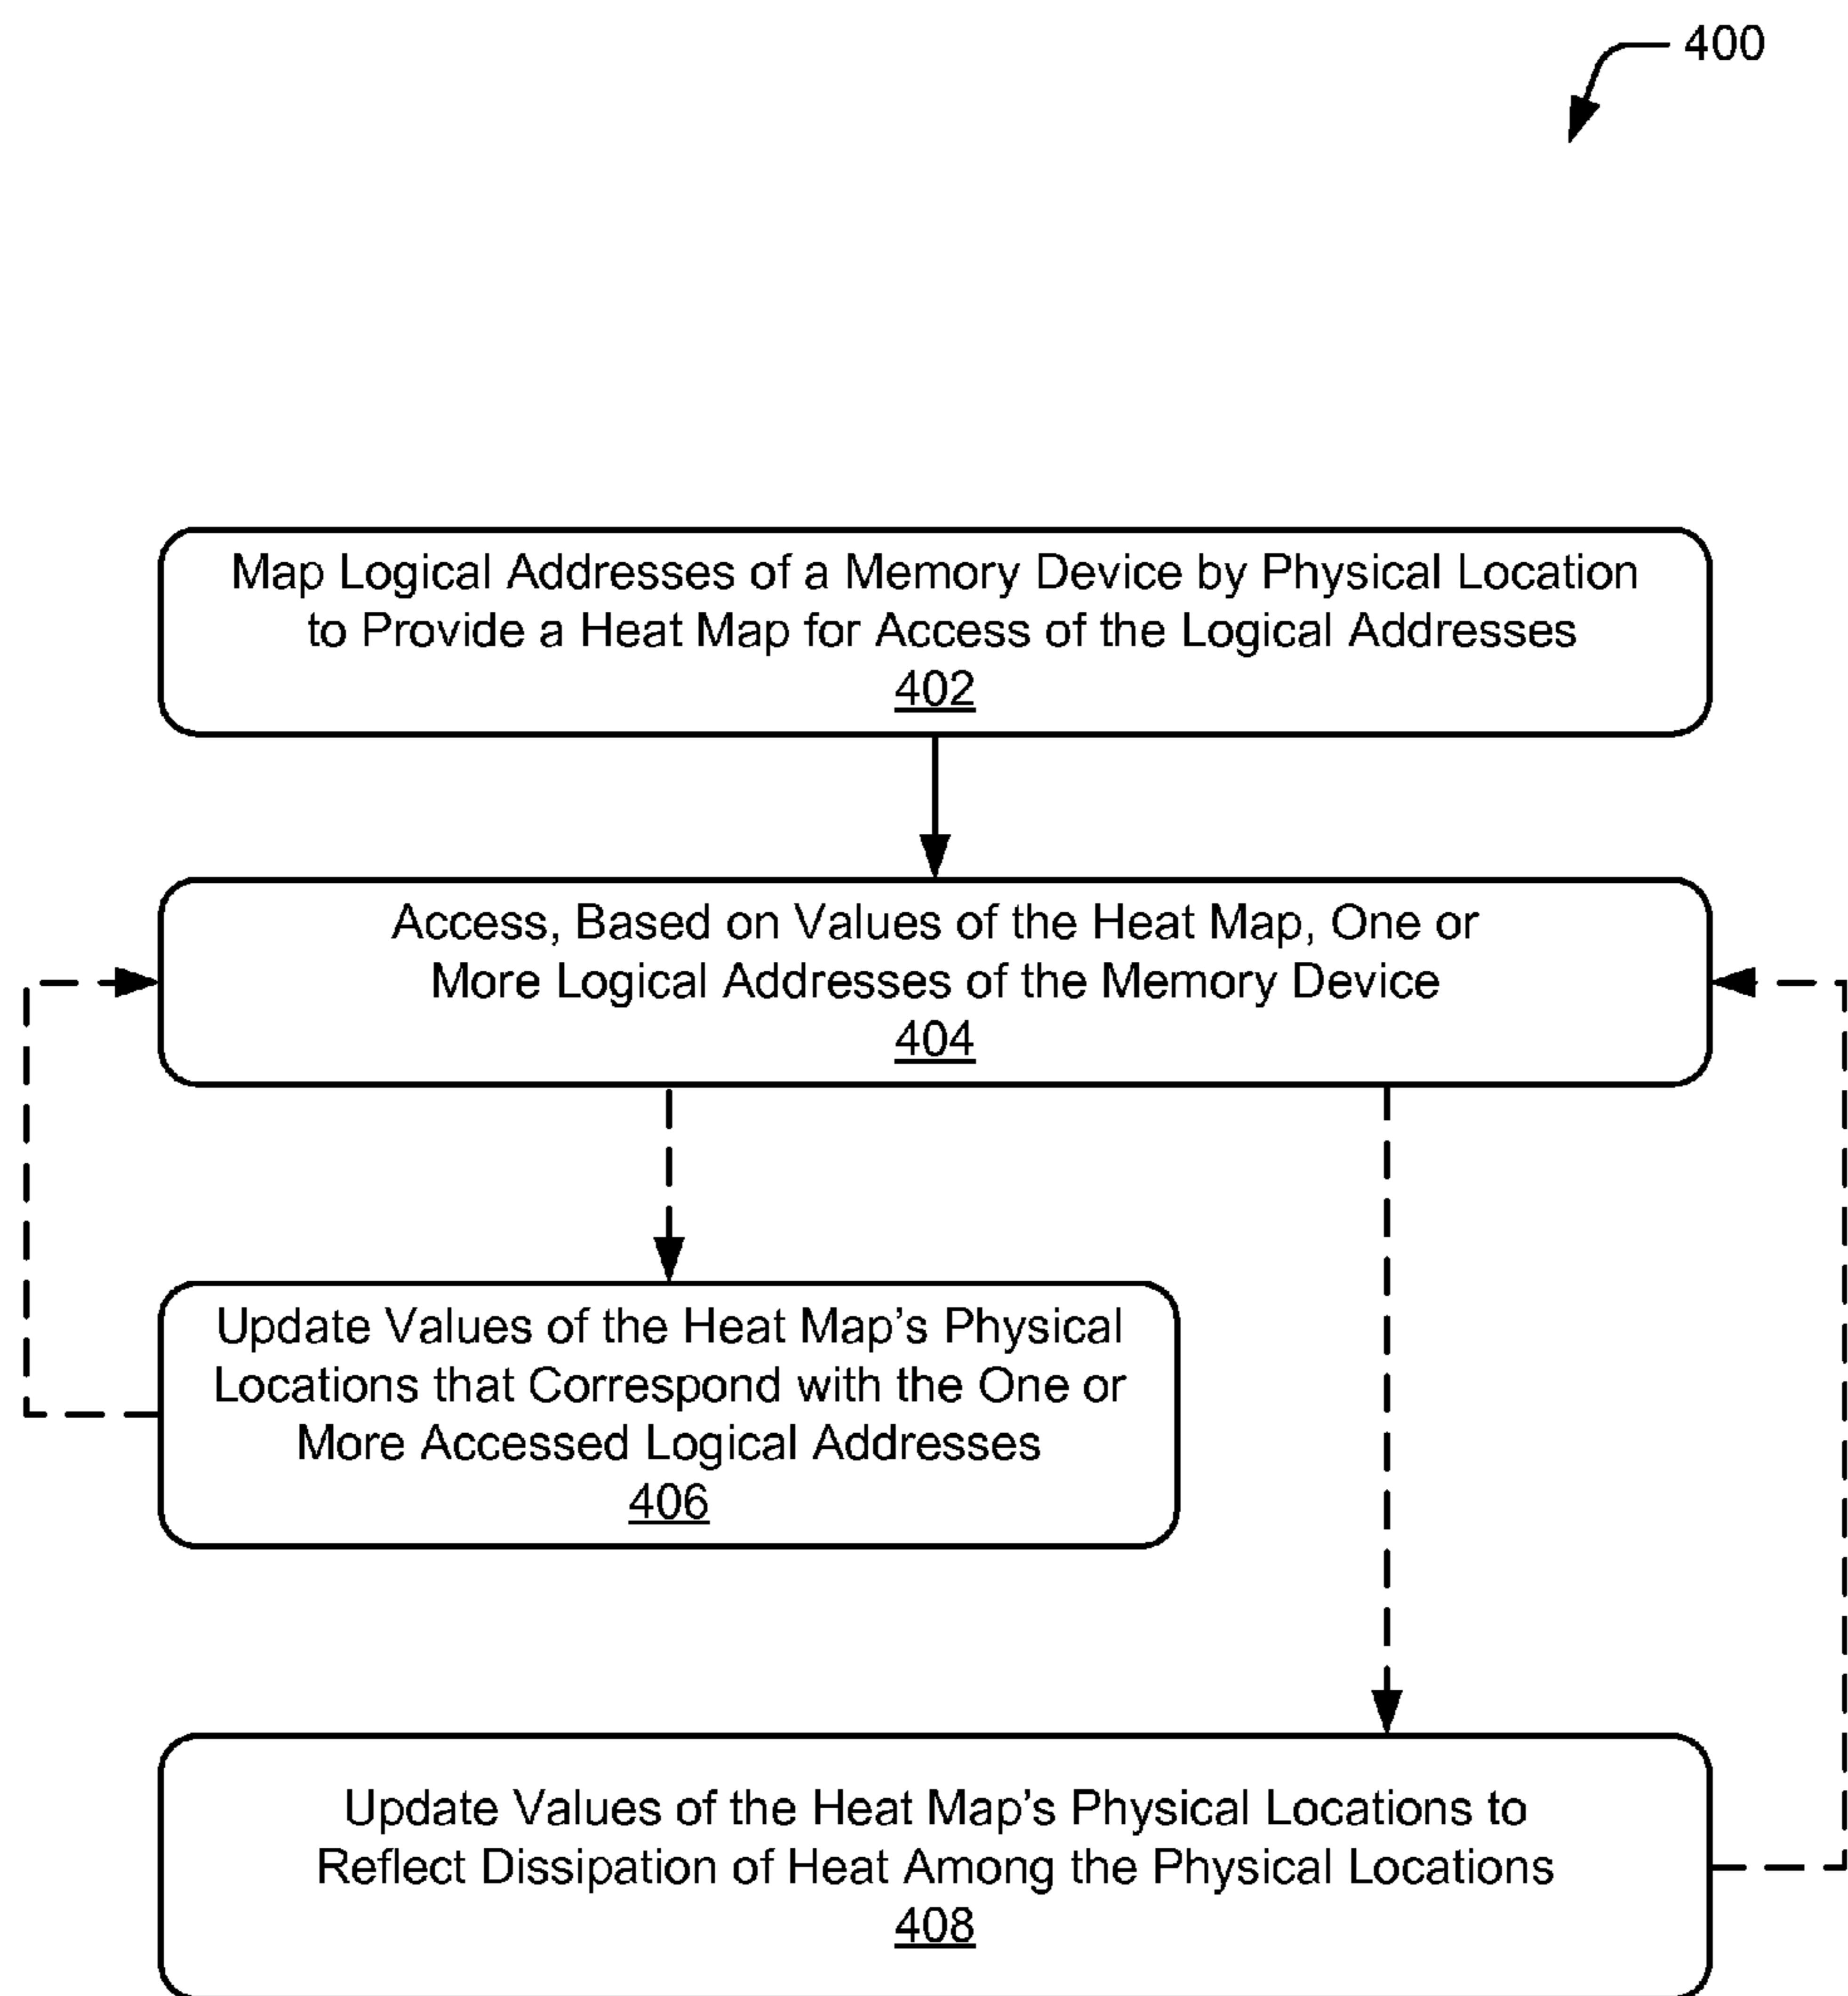 400
Map Logical Addresses of a Memory Device by Physical Location
to Provide a Heat Map for Access of the Logical Addresses
402
Access, Based on Values of the Heat Map, One or
More Logical Addresses of the Memory Device
404
Update Values of the Heat Map's Physical
Locations that Correspond with the One or
More Accessed Logical Addresses
406
Update Values of the Heat Map's Physical Locations to
Reflect Dissipation of Heat Among the Physical Locations
408